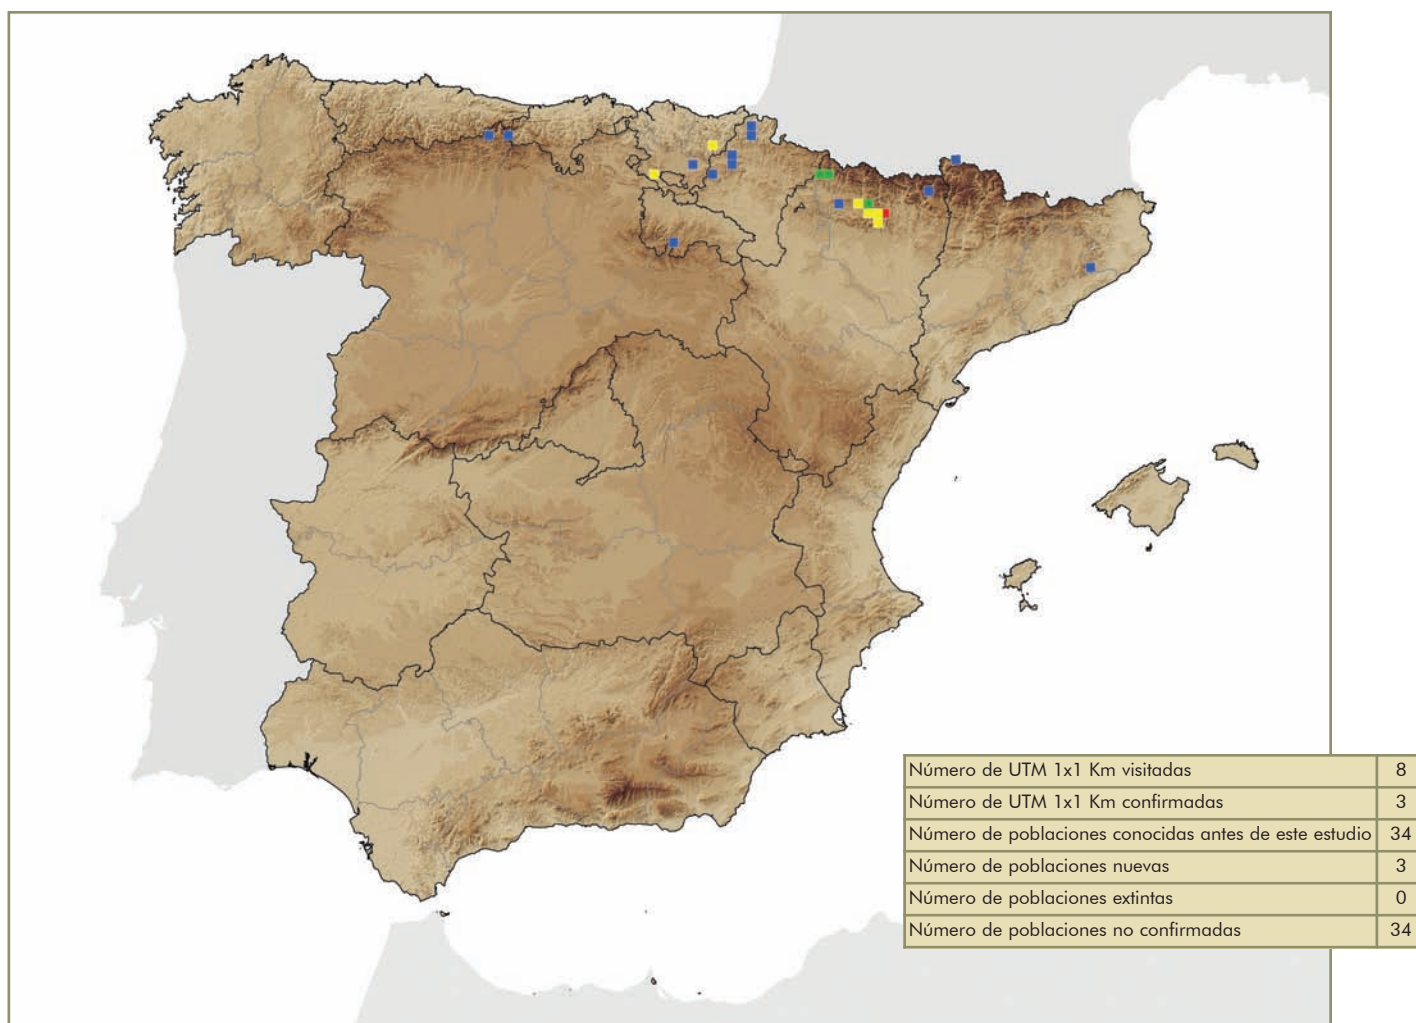 Número de UTM 1x1 Km visitadas 8
Número de UTM 1x1 Km confirmadas 3
Número de poblaciones conocidas antes de este estudio 34
Número de poblaciones nuevas 3
Número de poblaciones extintas 0
Número de poblaciones no confirmadas 34